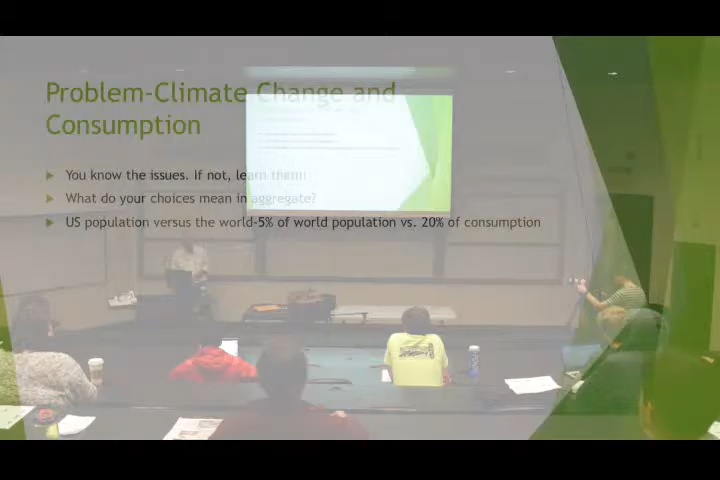 Problem-Climate Change and
Consumption
You know the issues. If not, learn them!
What do your choices mean in aggregate?
US population versus the world-5% of world population vs. 20% of consumption